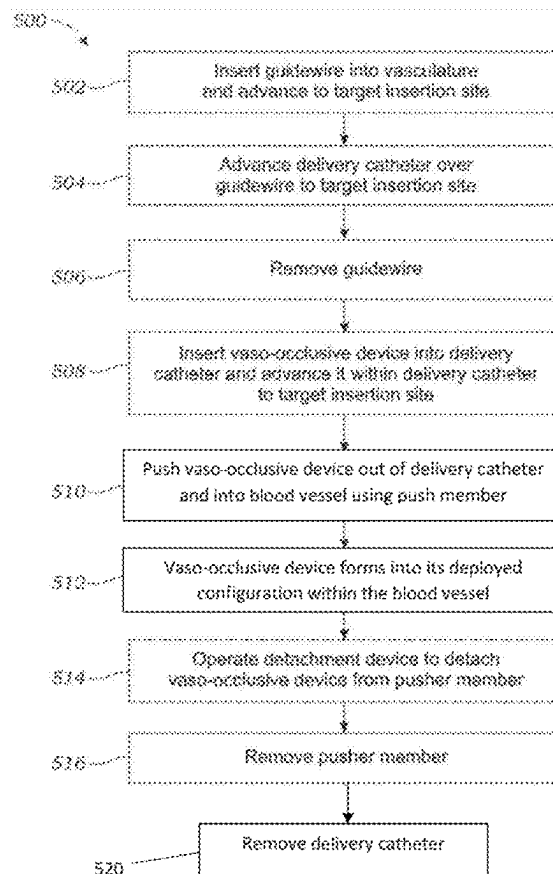 500
502
Insert guidewire into vasculature
and advance to target insertion site
504
Advance delivery catheter over
guidewire to target insertion site
506
Remove guidewire
508
Insert vaso-occlusive device into delivery
catheter and advance it within delivery catheter
to target insertion site
510
Push vaso-occlusive device out of delivery catheter
and into blood vessel using push member
512
Vaso-occlusive device forms into its deployed
configuration within the blood vessel
514
Operate detachment device to detach
vaso-occlusive device from pusher member
516
Remove pusher member
Remove delivery catheter
520